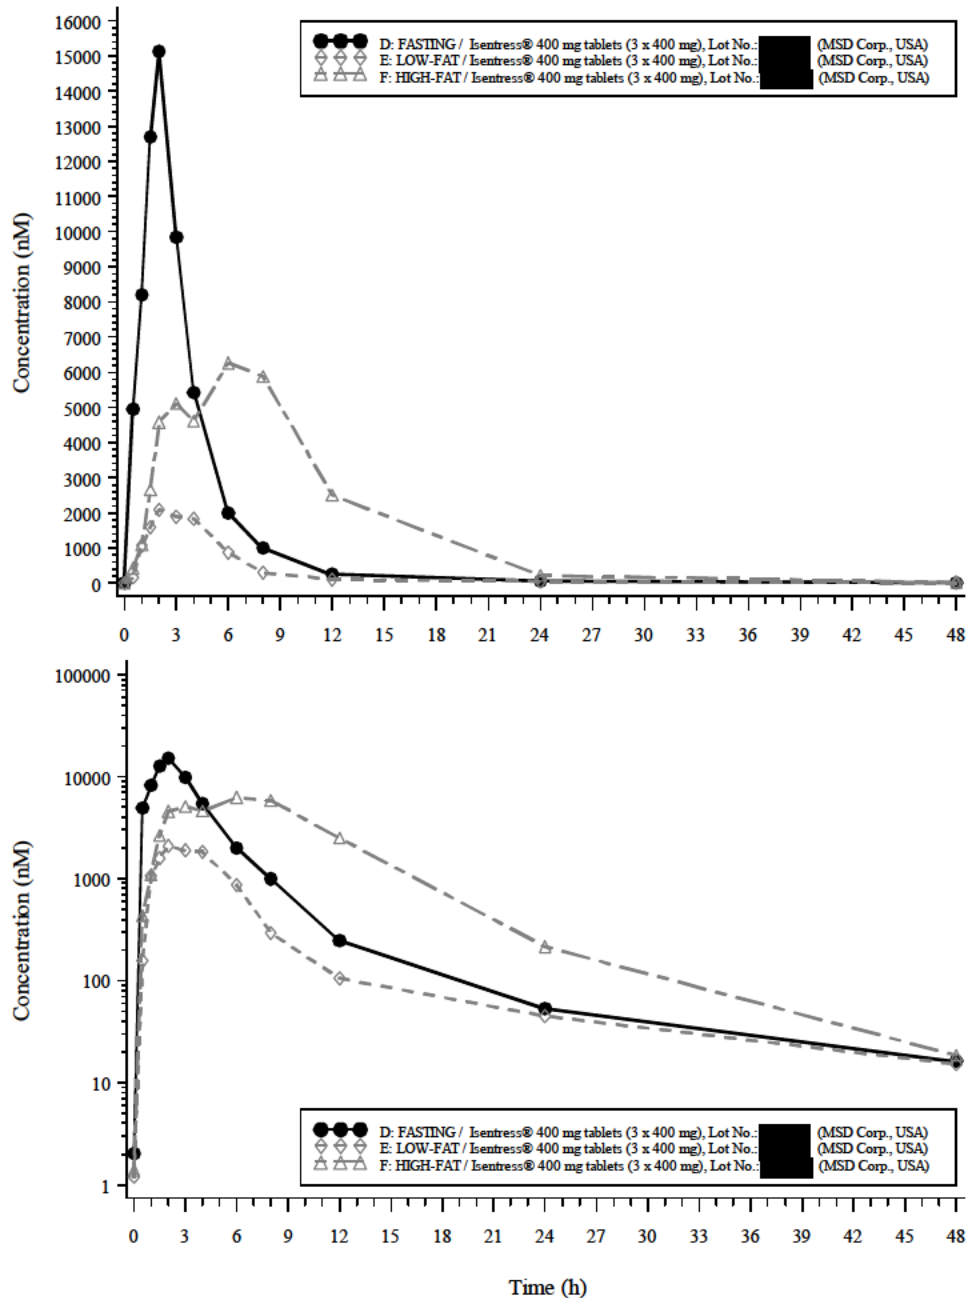 16000
15000
14000
13000
12000
11000
10000
9000
8000
7000
6000
5000
4000
3000
2000
1000
0
Concentration (nM)
D: FASTING / Isentress® 400 mg tablets (3 x 400 mg), Lot No.: (MSD Corp., USA)
E: LOW-FAT / Isentress® 400 mg tablets (3 x 400 mg), Lot No.: (MSD Corp., USA)
F: HIGH-FAT / Isentress® 400 mg tablets (3 x 400 mg), Lot No.: (MSD Corp., USA)
0 3 6 9 12 15 18 21 24 27 30 33 36 39 42 45 48
100000
10000
1000
100
10
1
Concentration (nM)
D: FASTING / Isentress® 400 mg tablets (3 x 400 mg), Lot No.: (MSD Corp., USA)
E: LOW-FAT / Isentress® 400 mg tablets (3 x 400 mg), Lot No.: (MSD Corp., USA)
F: HIGH-FAT / Isentress® 400 mg tablets (3 x 400 mg), Lot No.: (MSD Corp., USA)
0 3 6 9 12 15 18 21 24 27 30 33 36 39 42 45 48
Time (h)